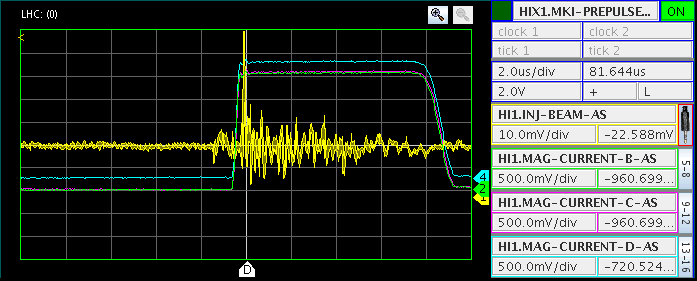 LHC: (0)
HIX1.MKI-PREPULSE... ON
clock 1 clock 2
tick 1 tick 2
2.0us/div 81.644us
2.0V + L
HI1.INJ-BEAM-AS
10.0mV/div -22.588mV
HI1.MAG-CURRENT-B-AS
500.0mV/div -960.699...
5-8
HI1.MAG-CURRENT-C-AS
500.0mV/div -960.699...
9-12
HI1.MAG-CURRENT-D-AS
500.0mV/div -720.524...
13-16
4
2
1
D